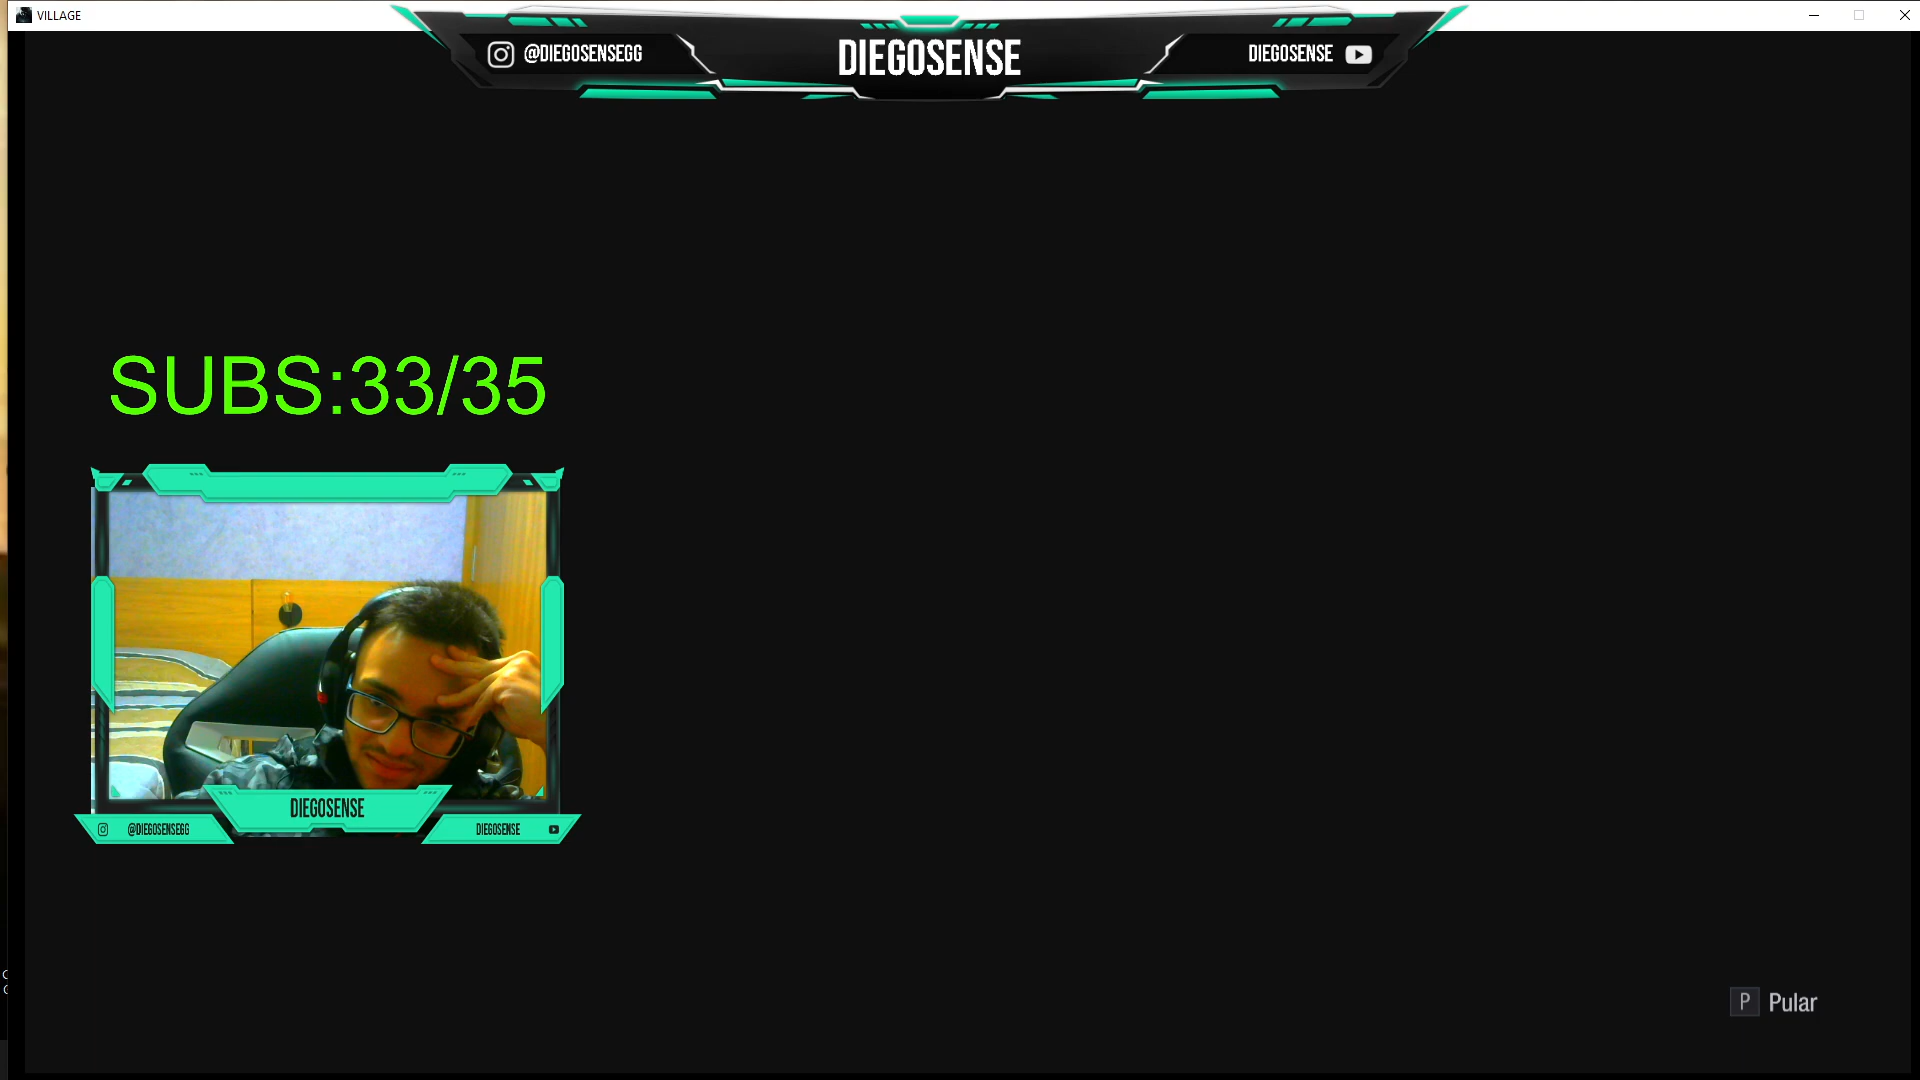 VILLAGE
@DIEGOSENSEGG
DIEGOSENSE
DIEGOSENSE
SUBS:33/35
DIEGOSENSE
@DIEGOSENSEGG
DIEGOSENSE
P Pular